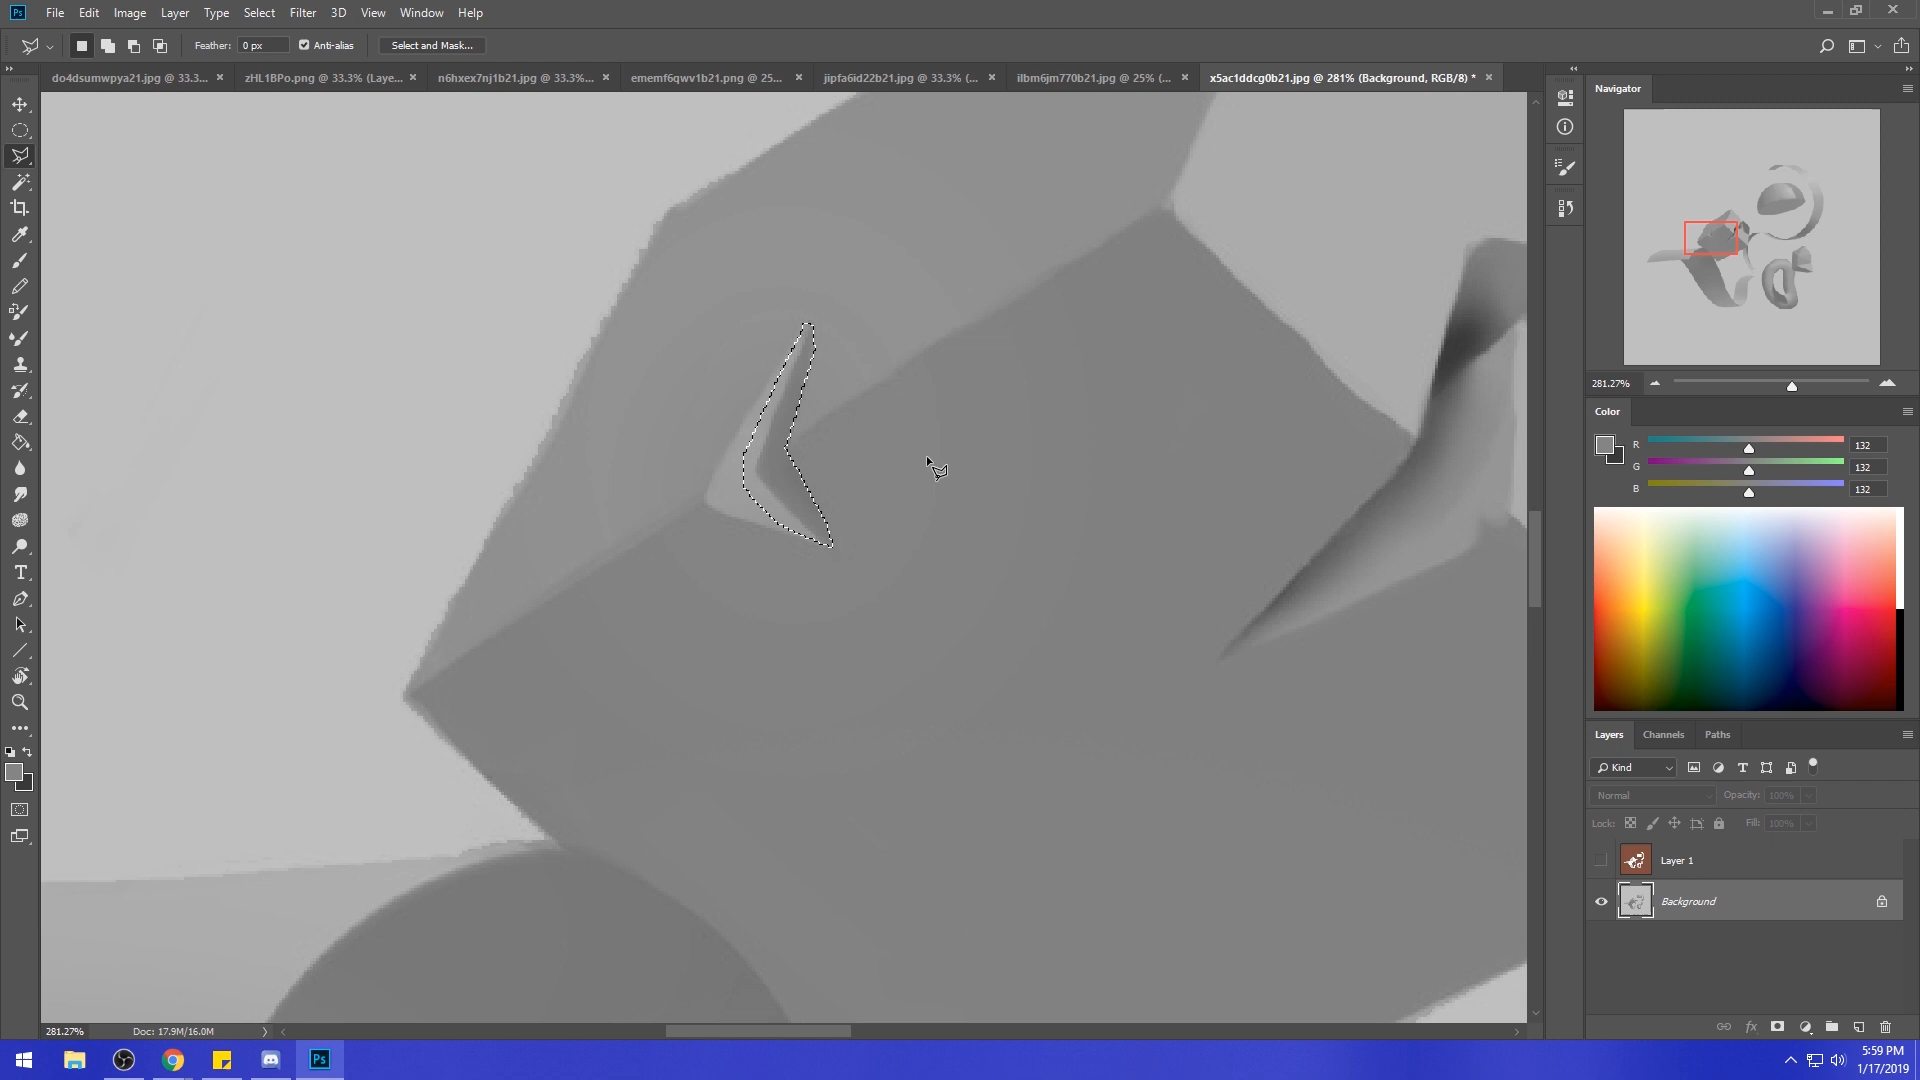 Ps File Edit Image Layer Type Select Filter 3D View Window Help
Feather: 0 px Anti-alias Select and Mask...
do4dsumwpya21.jpg @ 33.3... × zHL1BPo.png @ 33.3% (Laye... × n6hxex7nj1b21.jpg @ 33.3%... × ememf6qwv1b21.png @ 25... × jipfa6id22b21.jpg @ 33.3% (... × ilbm6jm770b21.jpg @ 25% (... × x5ac1ddcg0b21.jpg @ 281% (Background, RGB/8) * ×
Navigator
281.27%
Color
R 132
G 132
B 132
Layers Channels Paths
Kind
Normal Opacity: 100%
Lock: Fill: 100%
Layer 1
Background
281.27% Doc: 17.9M/16.0M
Ps
5:59 PM
1/17/2019